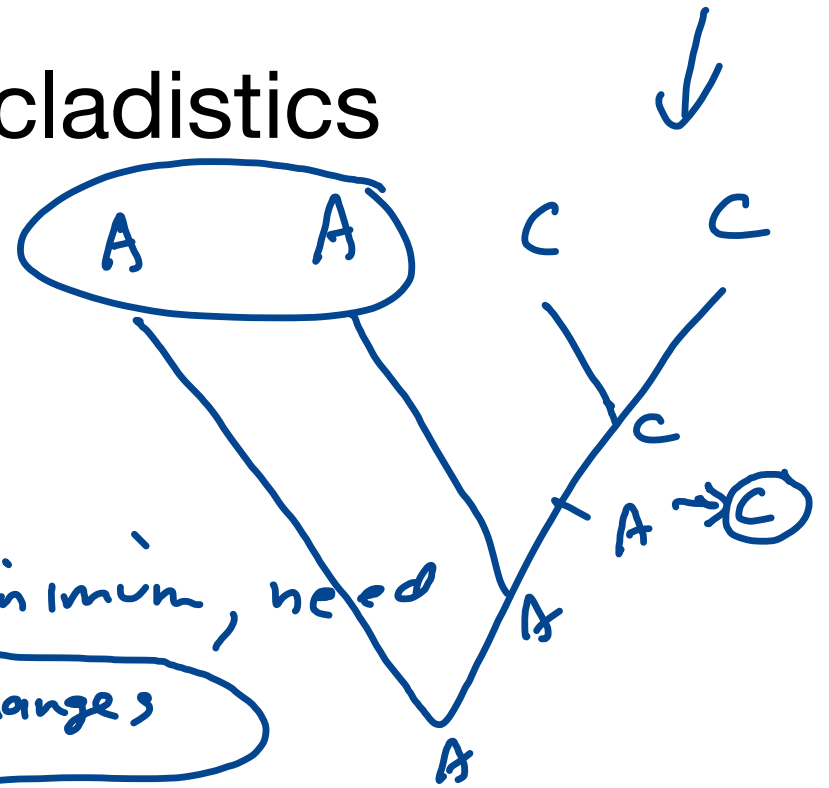 cladistics
A A C C
C
A → C
nimum, need
A
anges
A